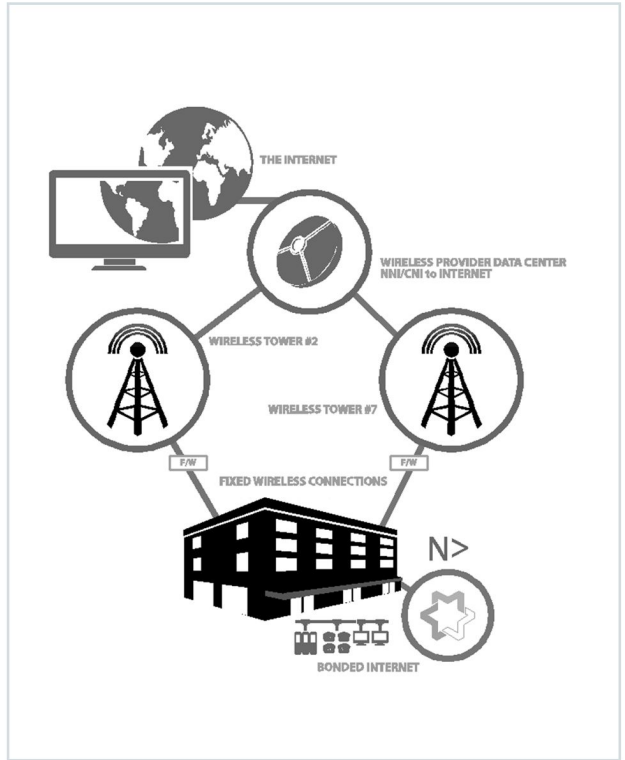 THE INTERNET
WIRELESS PROVIDER DATA CENTER
NNI/CNI to INTERNET
WIRELESS TOWER #2
WIRELESS TOWER #7
F/W
F/W
FIXED WIRELESS CONNECTIONS
N>
BONDED INTERNET